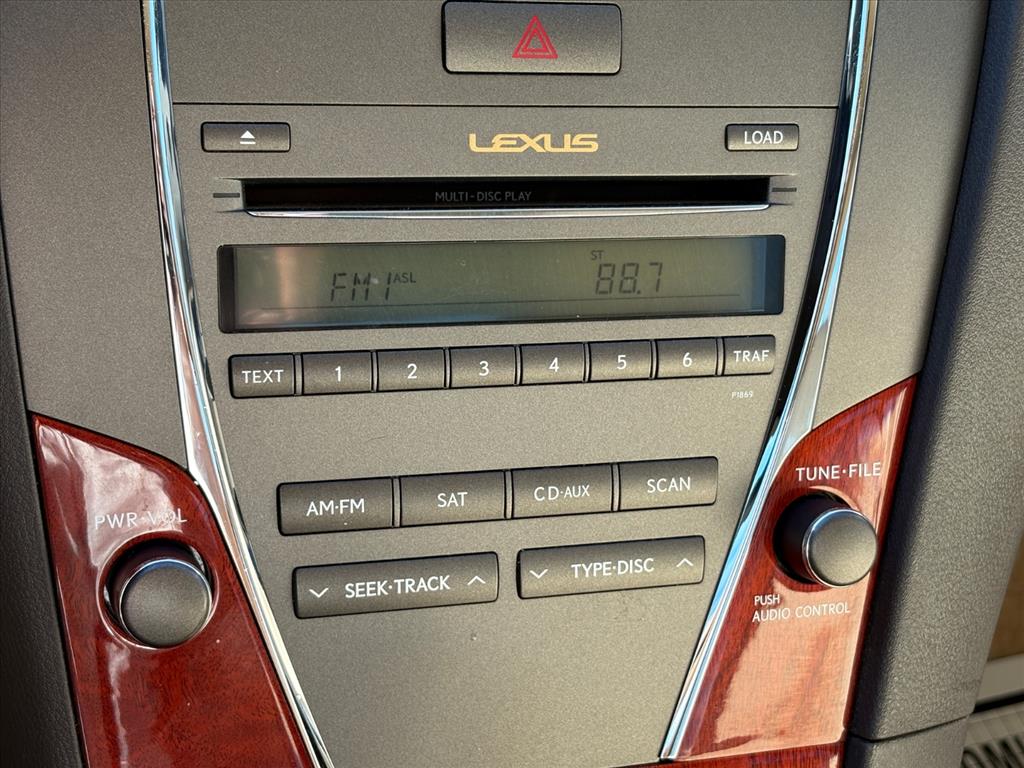 LEXUS
LOAD
MULTI-DISC PLAY
ST
FM1 ASL 88.7
TEXT 1 2 3 4 5 6 TRAF
P1869
AM·FM SAT CD·AUX SCAN
TUNE·FILE
PWR·VOL
SEEK·TRACK TYPE·DISC
PUSH
AUDIO CONTROL